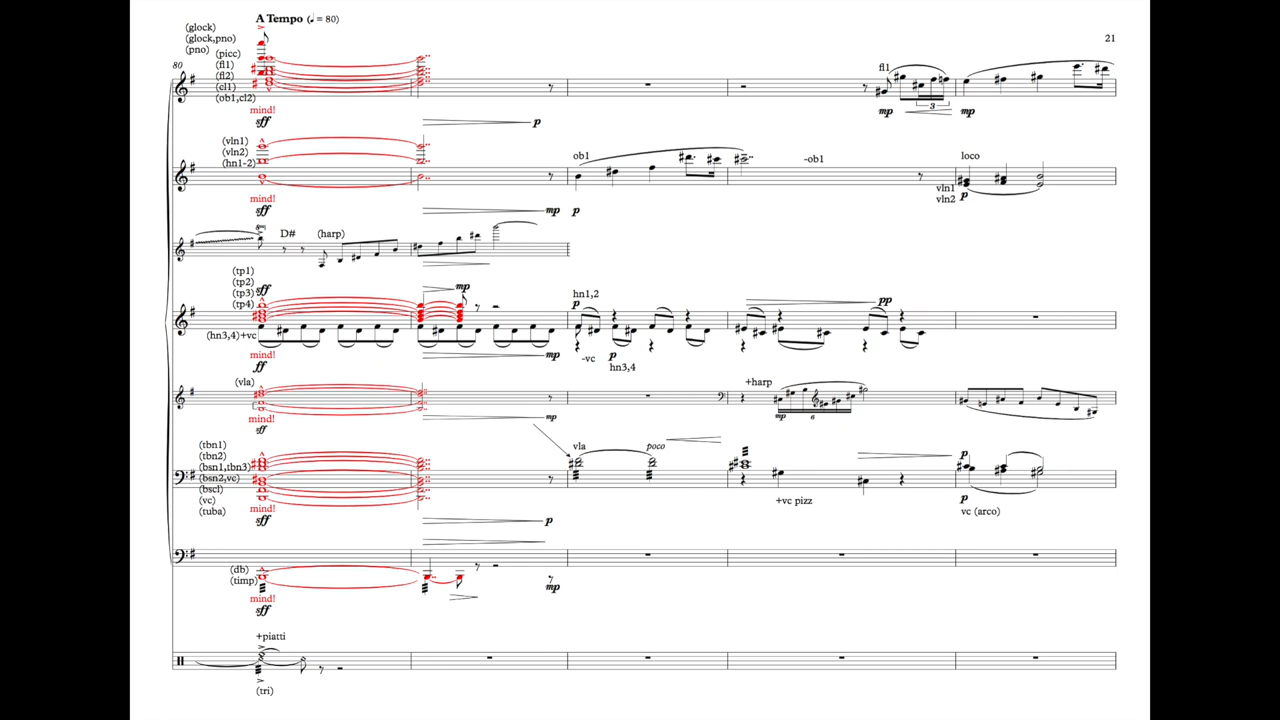 A Tempo (♩ = 80)
21
(glock)
(glock,pno)
(pno)
(picc)
(fl1)
(fl2)
(cl1)
(ob1,cl2)
80
mind!
sff
p
fl1
mp
3
mp
(vln1)
(vln2)
(hn1-2)
mind!
sff
mp
ob1
p
-ob1
loco
vln1
vln2
p
D#
(harp)
(tp1)
(tp2)
(tp3)
(tp4)
sff
mp
(hn3,4)+vc
mind!
ff
mp
hn1,2
p
-vc
p
hn3,4
pp
(vla)
mind!
sff
mp
+harp
mp
6
(tbn1)
(tbn2)
(bsn1,tbn3)
(bsn2,vc)
(bscl)
(vc)
(tuba)
mind!
sff
p
vla
poco
+vc pizz
p
p
vc (arco)
(db)
(timp)
mind!
sff
mp
+piatti
(tri)